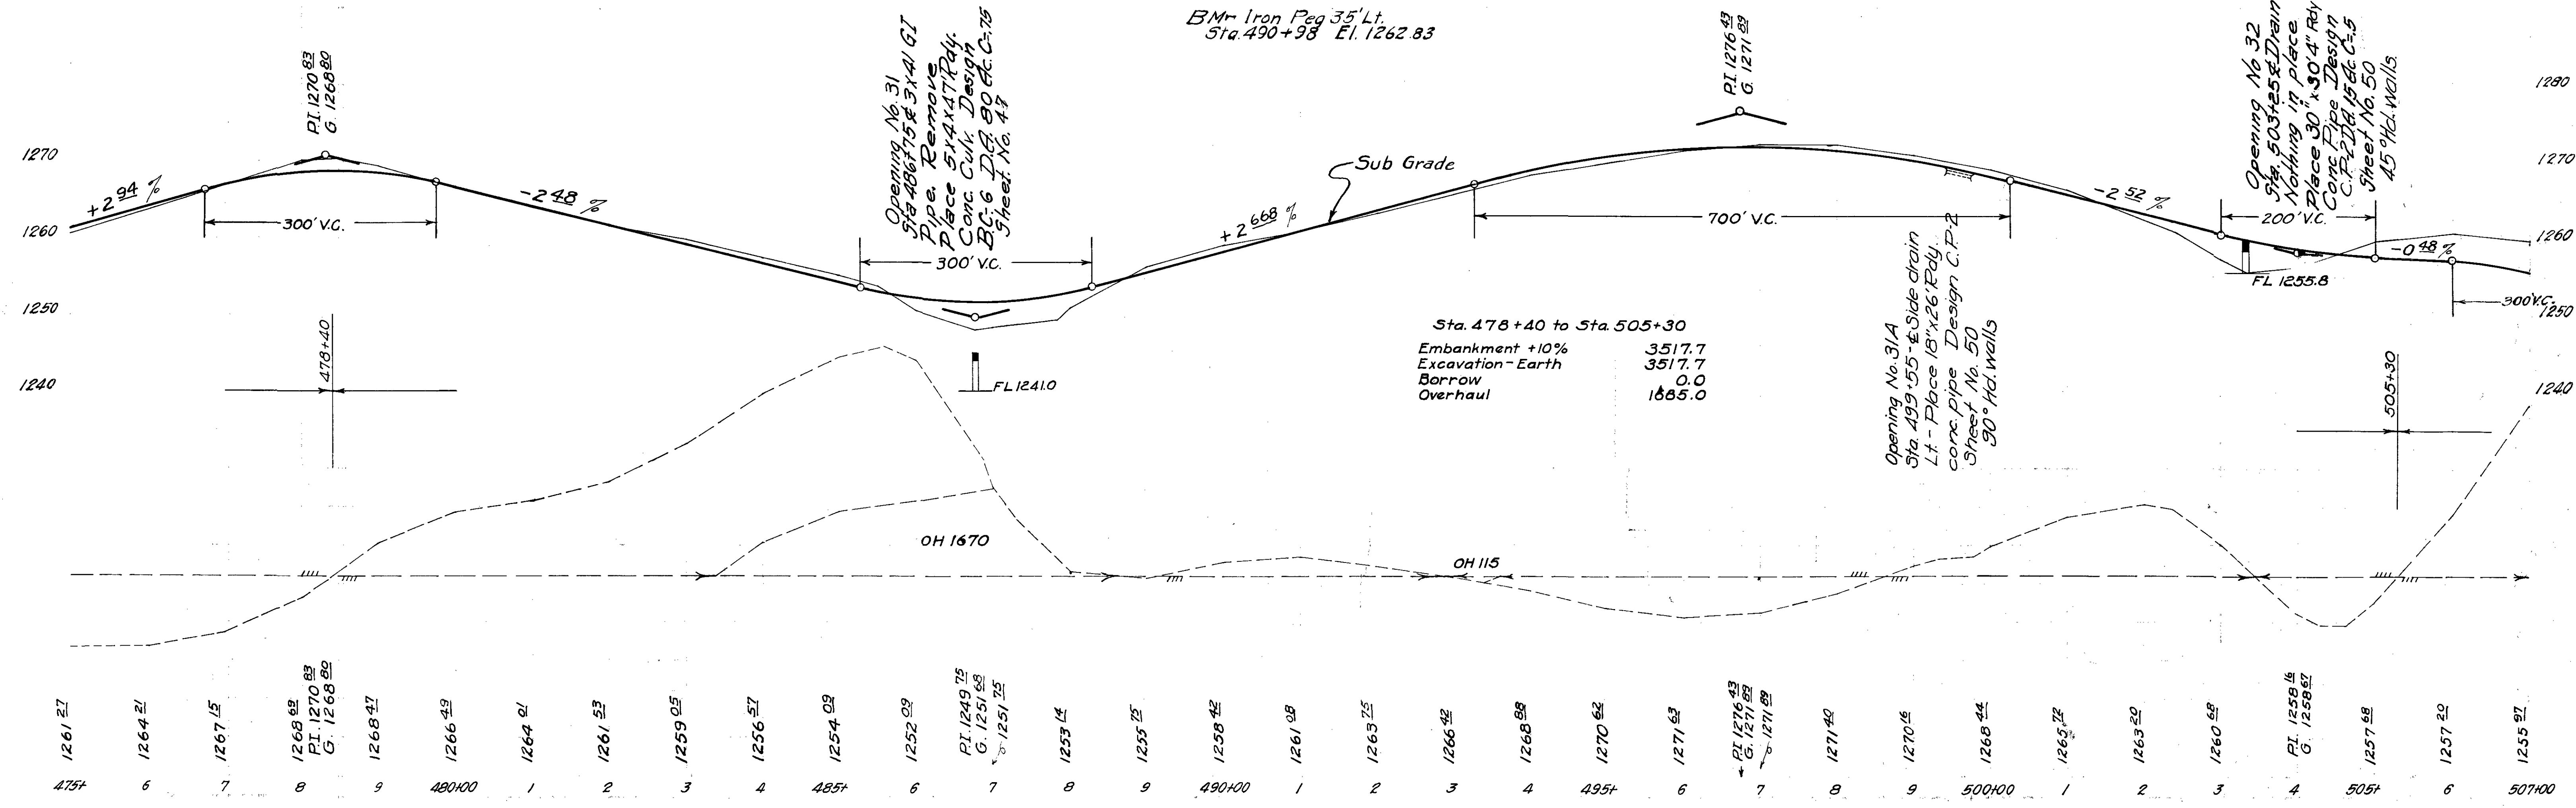 BM Iron Peg 35' Lt.
Sta. 490+98 El. 1262.83
P.I. 1270 83
G. 1268 80
Opening No. 31
Sta 486+75 ℄ 3x41 GI
Pipe. Remove
Place 5x4x47' Rdy.
Conc. Culv. Design
B.C.-6 D.A. 80 Ac. C=.75
Sheet No. 47
P.I. 1276 43
G. 1271 89
Opening No 32
Sta. 503+25 ℄ Drain
Nothing in place
Place 30" x 30'4" Rdy
Conc Pipe Design
C.P-2 D.A 15 Ac C=.5
Sheet No. 50
45° Hd. Walls.
1280
1270
1270
1260
1260
1250
1250
1240
1240
+2 94 %
300' V.C.
-2 48 %
300' V.C.
+2 668 %
Sub Grade
700' V.C.
-2 52 %
200' V.C.
-0 48 %
300' V.C.
FL 1255.8
FL 1241.0
478+40
505+30
Sta. 478+40 to Sta. 505+30
Embankment +10% 3517.7
Excavation-Earth 3517.7
Borrow 0.0
Overhaul 1685.0
Opening No. 31A
Sta. 499+55-℄ Side drain
Lt - Place 18"x26' Rdy.
conc. pipe Design C.P-2
Sheet No. 50
90° Hd. walls
OH 1670
OH 115
1261 27
1264 21
1267 15
1268 69
P.I. 1270 83
G. 1268 80
1268 47
1266 49
1264 01
1261 53
1259 05
1256 57
1254 09
1252 09
P.I. 1249 75
G. 1251 68
1251 75
1253 14
1255 75
1258 42
1261 08
1263 75
1266 42
1268 88
1270 62
1271 63
P.I 1276 43
G. 1271 89
1271 89
1271 40
1270 16
1268 44
1265 72
1263 20
1260 68
P.I. 1258 16
G. 1258 67
1257 68
1257 20
1255 97
475+ 6 7 8 9 480+00 1 2 3 4 485+ 6 7 8 9 490+00 1 2 3 4 495+ 6 7 8 9 500+00 1 2 3 4 505+ 6 507+00